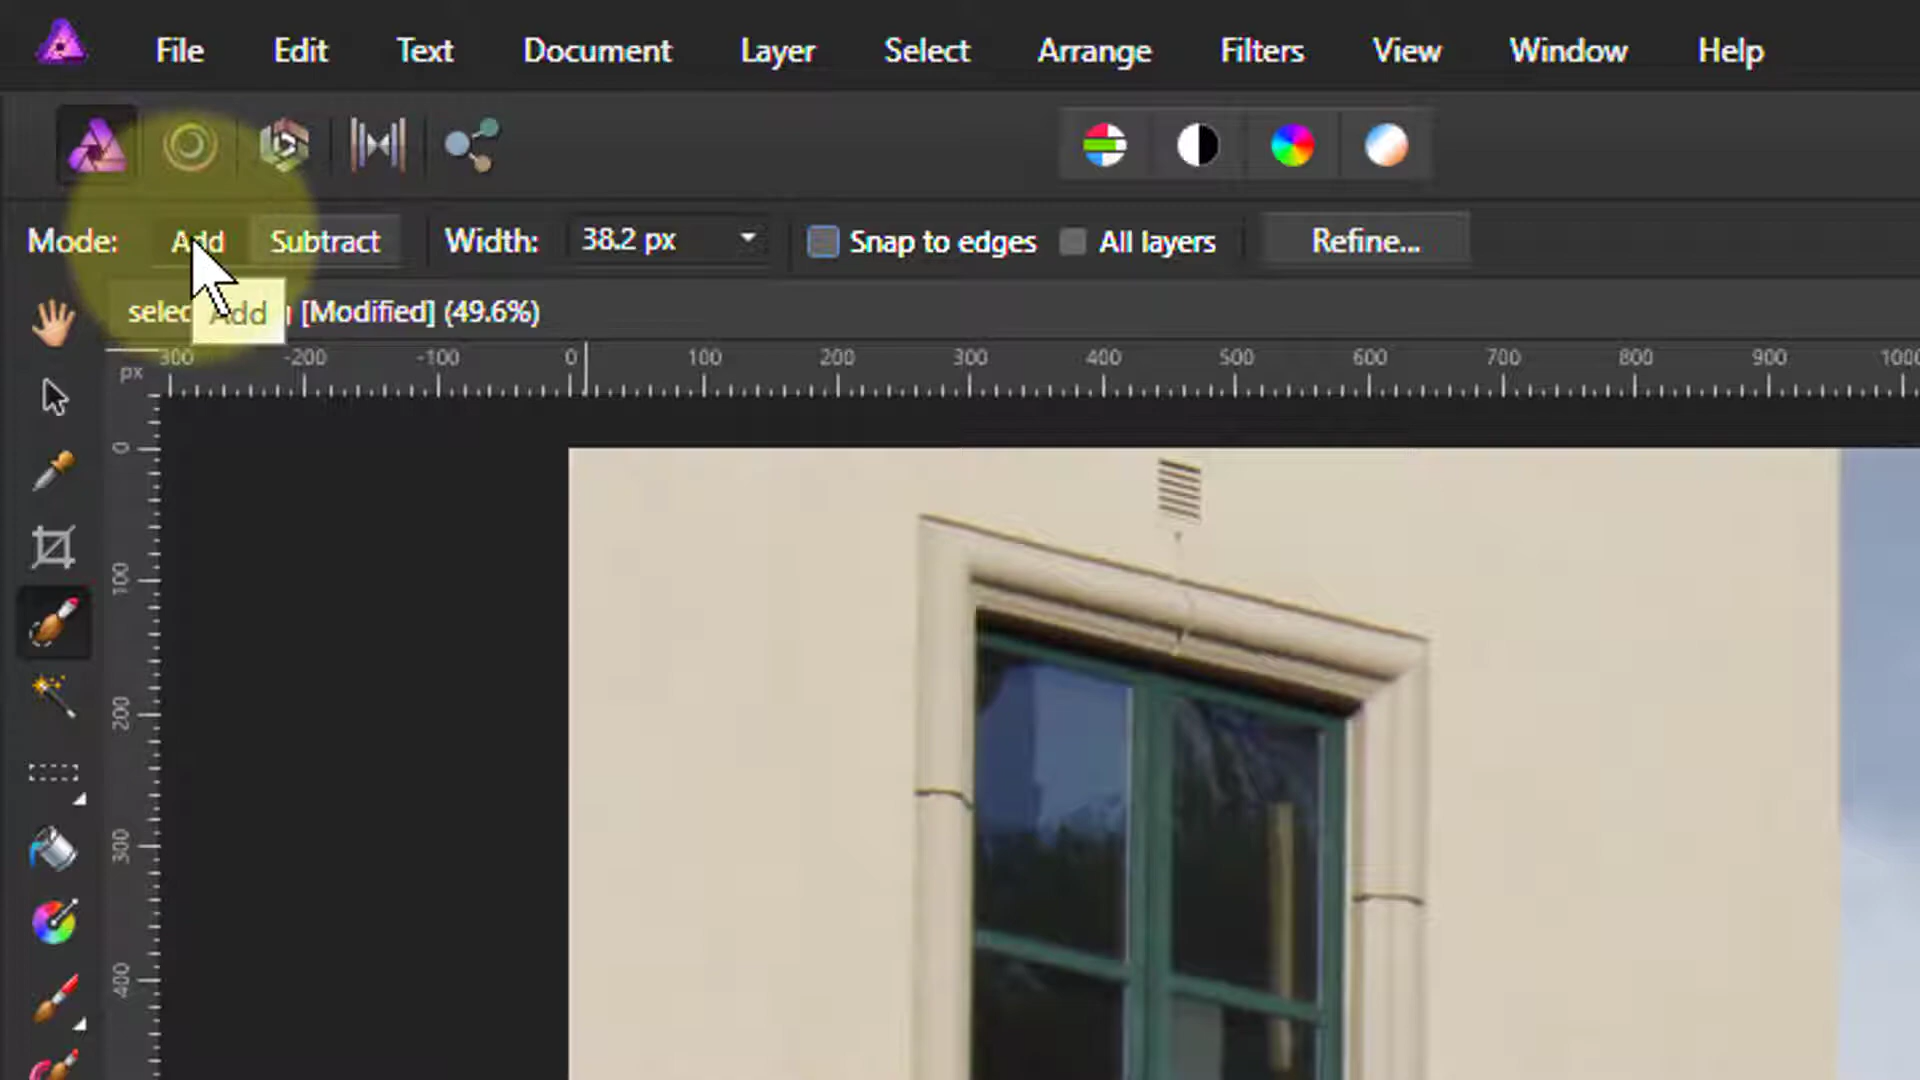 File Edit Text Document Layer Select Arrange Filters View Window Help
Mode: Add Subtract Width: 38.2 px Snap to edges All layers Refine...
Add
[Modified] (49.6%)
px
300 -200 -100 0 100 200 300 400 500 600 700 800 900 1000
0
100
200
300
400